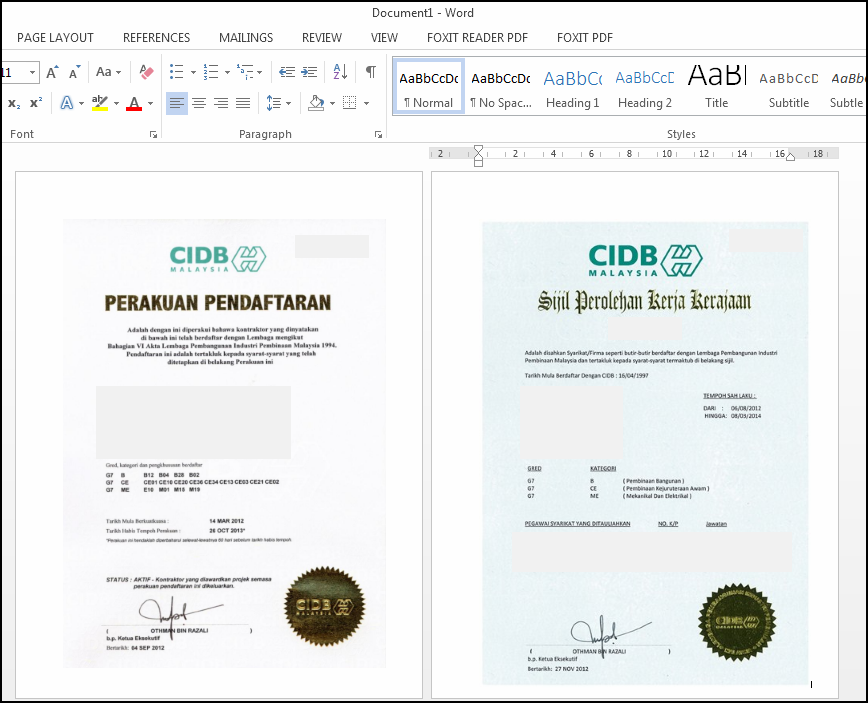 Document1 - Word
PAGE LAYOUT REFERENCES MAILINGS REVIEW VIEW FOXIT READER PDF FOXIT PDF
11
Font
Paragraph
AaBbCcDc AaBbCcDc AaBbCc AaBbCcD AaBl AaBbCcD AaBb
¶ Normal ¶ No Spac... Heading 1 Heading 2 Title Subtitle Subtle
Styles
2 2 4 6 8 10 12 14 16 18
CIDB
MALAYSIA
PERAKUAN PENDAFTARAN
Adalah dengan ini diperakui bahawa kontraktor yang dinyatakan
di bawah ini telah berdaftar dengan Lembaga mengikut
Bahagian VI Akta Lembaga Pembangunan Industri Pembinaan Malaysia 1994.
Pendaftaran ini adalah tertakluk kepada syarat-syarat yang telah
ditetapkan di belakang Perakuan ini
Gred, kategori dan pengkhususan berdaftar
G7 B B12 B04 B28 B02
G7 CE CE01 CE10 CE20 CE36 CE34 CE13 CE03 CE21 CE02
G7 ME E10 M01 M15 M19
Tarikh Mula Berkuatkuasa : 14 MAR 2012
Tarikh Habis Tempoh Perakuan : 26 OCT 2013*
*Perakuan ini hendaklah diperbaharui selewat-lewatnya 60 hari sebelum tarikh habis tempoh.
STATUS : AKTIF - Kontraktor yang diawardkan projek semasa
perakuan pendaftaran ini dikeluarkan.
CIDB
MALAYSIA
( OTHMAN BIN RAZALI )
b.p. Ketua Eksekutif
Bertarikh: 04 SEP 2012
CIDB
MALAYSIA
Sijil Perolehan Kerja Kerajaan
Adalah disahkan Syarikat/Firma seperti butir-butir berdaftar dengan Lembaga Pembangunan Industri
Pembinaan Malaysia dan tertakluk kepada syarat-syarat termaktub di belakang sijil.
Tarikh Mula Berdaftar Dengan CIDB : 16/04/1997
TEMPOH SAH LAKU :
DARI : 06/08/2012
HINGGA: 08/03/2014
GRED KATEGORI
G7 B ( Pembinaan Bangunan )
G7 CE ( Pembinaan Kejuruteraan Awam )
G7 ME ( Mekanikal Dan Elektrikal )
PEGAWAI SYARIKAT YANG DITAULIAHKAN NO. K/P Jawatan
CIDB
( OTHMAN BIN RAZALI )
b.p. Ketua Eksekutif
Bertarikh: 27 NOV 2012